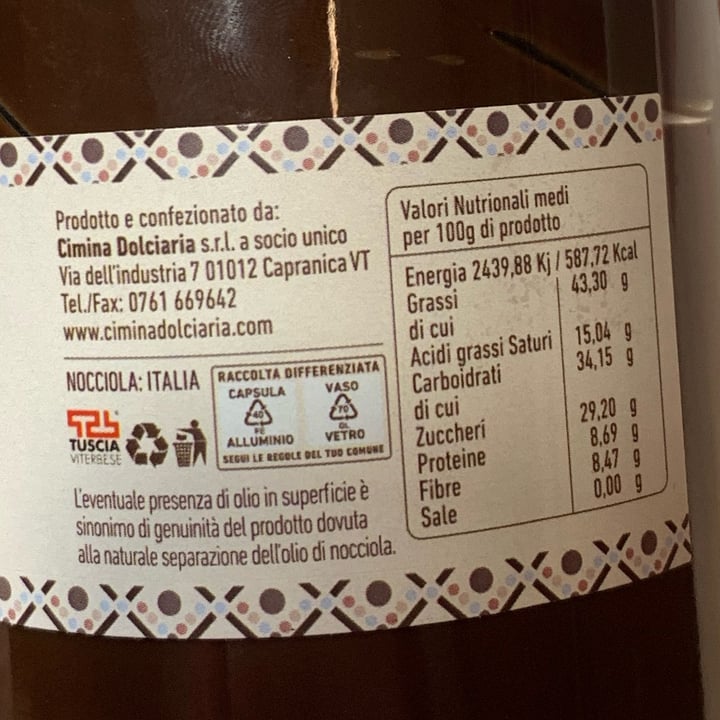 Prodotto e confezionato da:
Cimina Dolciaria s.r.l. a socio unico
Via dell'industria 7 01012 Capranica VT
Tel./Fax: 0761 669642
www.ciminadolciaria.com
NOCCIOLA: ITALIA
TUSCIA
VITERBESE
RACCOLTA DIFFERENZIATA
CAPSULA
VASO
40
70
FE
GL
ALLUMINIO
VETRO
SEGUI LE REGOLE DEL TUO COMUNE
L'eventuale presenza di olio in superficie è
sinonimo di genuinità del prodotto dovuta
alla naturale separazione dell'olio di nocciola.
Valori Nutrionali medi
per 100g di prodotto
Energia 2439,88 Kj / 587,72 Kcal
Grassi 43,30 g
di cui
Acidi grassi Saturi 15,04 g
Carboidrati 34,15 g
di cui
Zuccheri 29,20 g
Proteine 8,69 g
Fibre 8,47 g
Sale 0,00 g